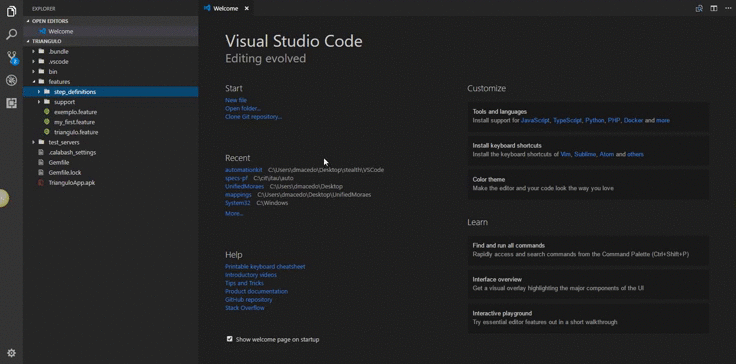 EXPLORER
OPEN EDITORS
Welcome
TRIANGULO
.bundle
.vscode
bin
features
step_definitions
support
exemplo.feature
my_first.feature
triangulo.feature
test_servers
.calabash_settings
Gemfile
Gemfile.lock
TrianguloApp.apk
2
Welcome
Visual Studio Code
Editing evolved
Start
New file
Open folder...
Clone Git repository...
Recent
automationkit C:\Users\dmacedo\Desktop\stealth\VSCode
specs-pf C:\cif\itau\auto
UnifiedMoraes C:\Users\dmacedo\Desktop
mappings C:\Users\dmacedo\Desktop\UnifiedMoraes
System32 C:\Windows
More...
Help
Printable keyboard cheatsheet
Introductory videos
Tips and Tricks
Product documentation
GitHub repository
Stack Overflow
Show welcome page on startup
Customize
Tools and languages
Install support for JavaScript, TypeScript, Python, PHP, Docker and more
Install keyboard shortcuts
Install the keyboard shortcuts of Vim, Sublime, Atom and others
Color theme
Make the editor and your code look the way you love
Learn
Find and run all commands
Rapidly access and search commands from the Command Palette (Ctrl+Shift+P)
Interface overview
Get a visual overlay highlighting the major components of the UI
Interactive playground
Try essential editor features out in a short walkthrough